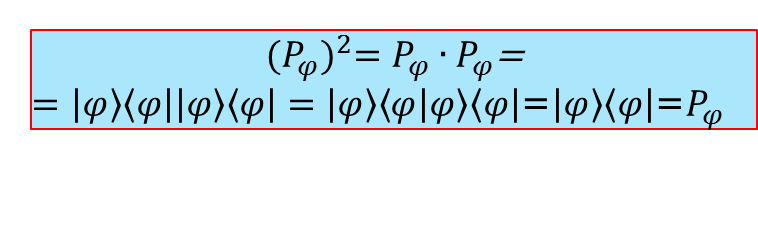 (P_φ)² = P_φ · P_φ =
= |φ⟩⟨φ||φ⟩⟨φ| = |φ⟩⟨φ|φ⟩⟨φ|=|φ⟩⟨φ|=P_φ